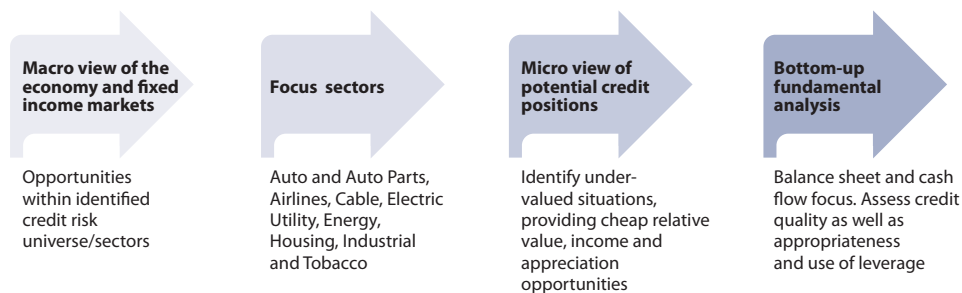 Macro view of the
economy and fixed
income markets
Opportunities
within identified
credit risk
universe/sectors
Focus sectors
Auto and Auto Parts,
Airlines, Cable, Electric
Utility, Energy,
Housing, Industrial
and Tobacco
Micro view of
potential credit
positions
Identify under-
valued situations,
providing cheap relative
value, income and
appreciation
opportunities
Bottom-up
fundamental
analysis
Balance sheet and cash
flow focus. Assess credit
quality as well as
appropriateness
and use of leverage